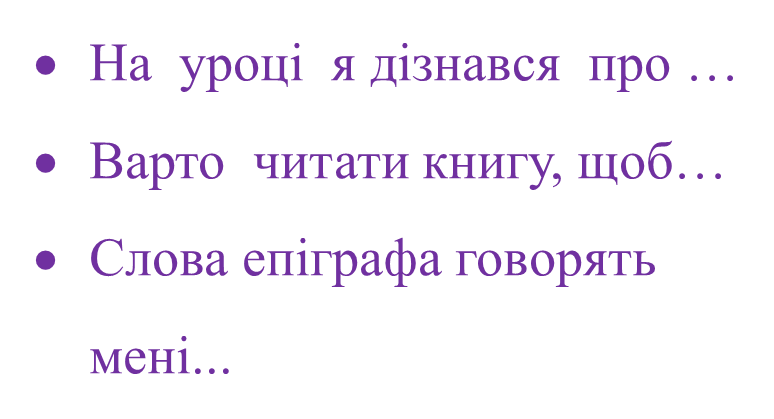 • На уроці я дізнався про …
• Варто читати книгу, щоб…
• Слова епіграфа говорять
мені...